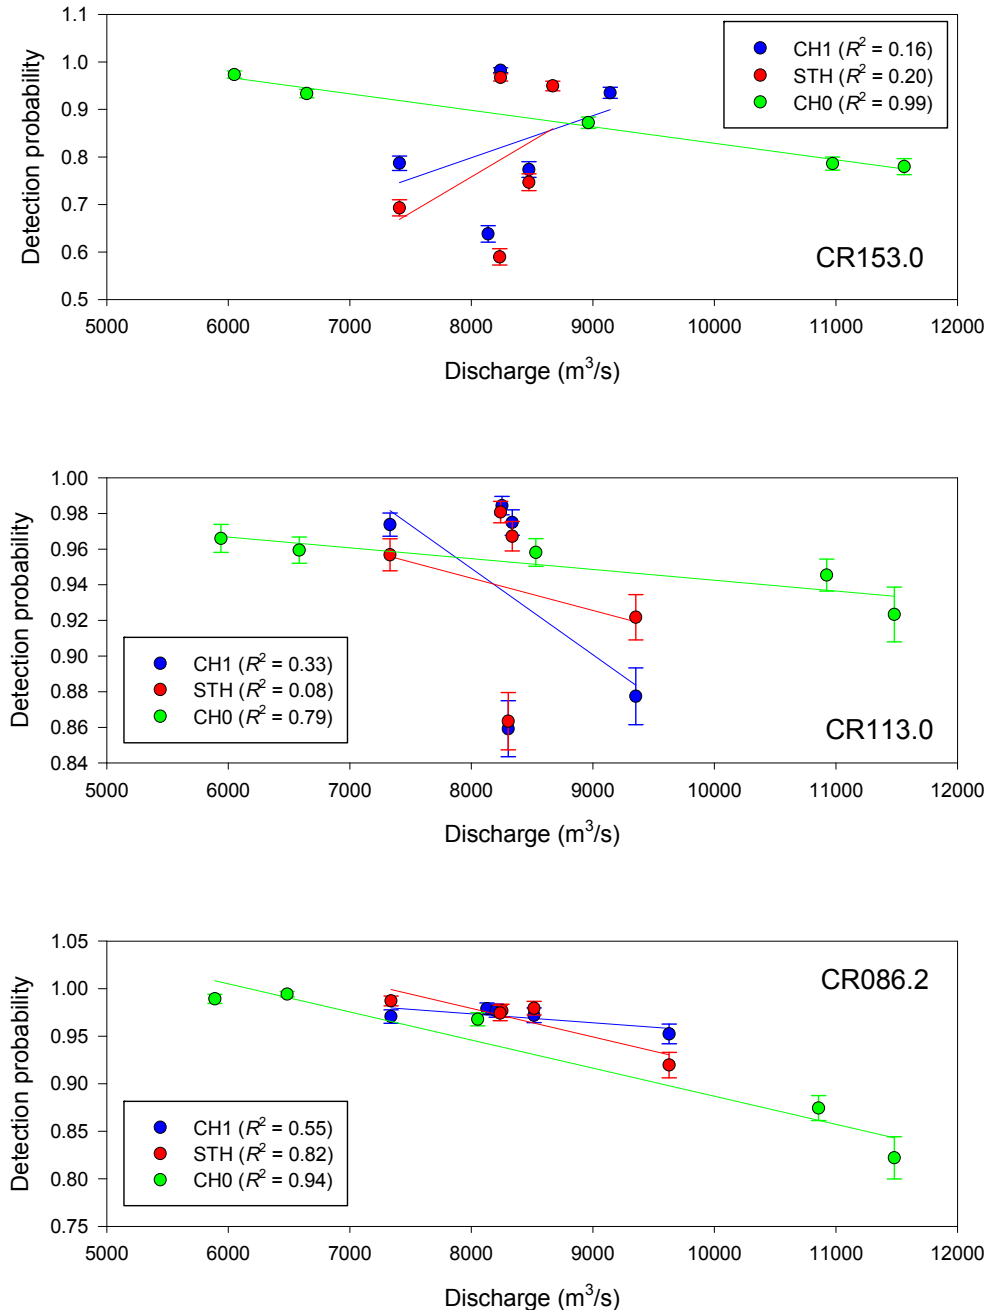 1.1
1.0
0.9
0.8
0.7
0.6
0.5
Detection probability
CH1 (R² = 0.16)
STH (R² = 0.20)
CH0 (R² = 0.99)
CR153.0
5000 6000 7000 8000 9000 10000 11000 12000
Discharge (m³/s)
1.00
0.98
0.96
0.94
0.92
0.90
0.88
0.86
0.84
Detection probability
CH1 (R² = 0.33)
STH (R² = 0.08)
CH0 (R² = 0.79)
CR113.0
5000 6000 7000 8000 9000 10000 11000 12000
Discharge (m³/s)
1.05
1.00
0.95
0.90
0.85
0.80
0.75
Detection probability
CR086.2
CH1 (R² = 0.55)
STH (R² = 0.82)
CH0 (R² = 0.94)
5000 6000 7000 8000 9000 10000 11000 12000
Discharge (m³/s)